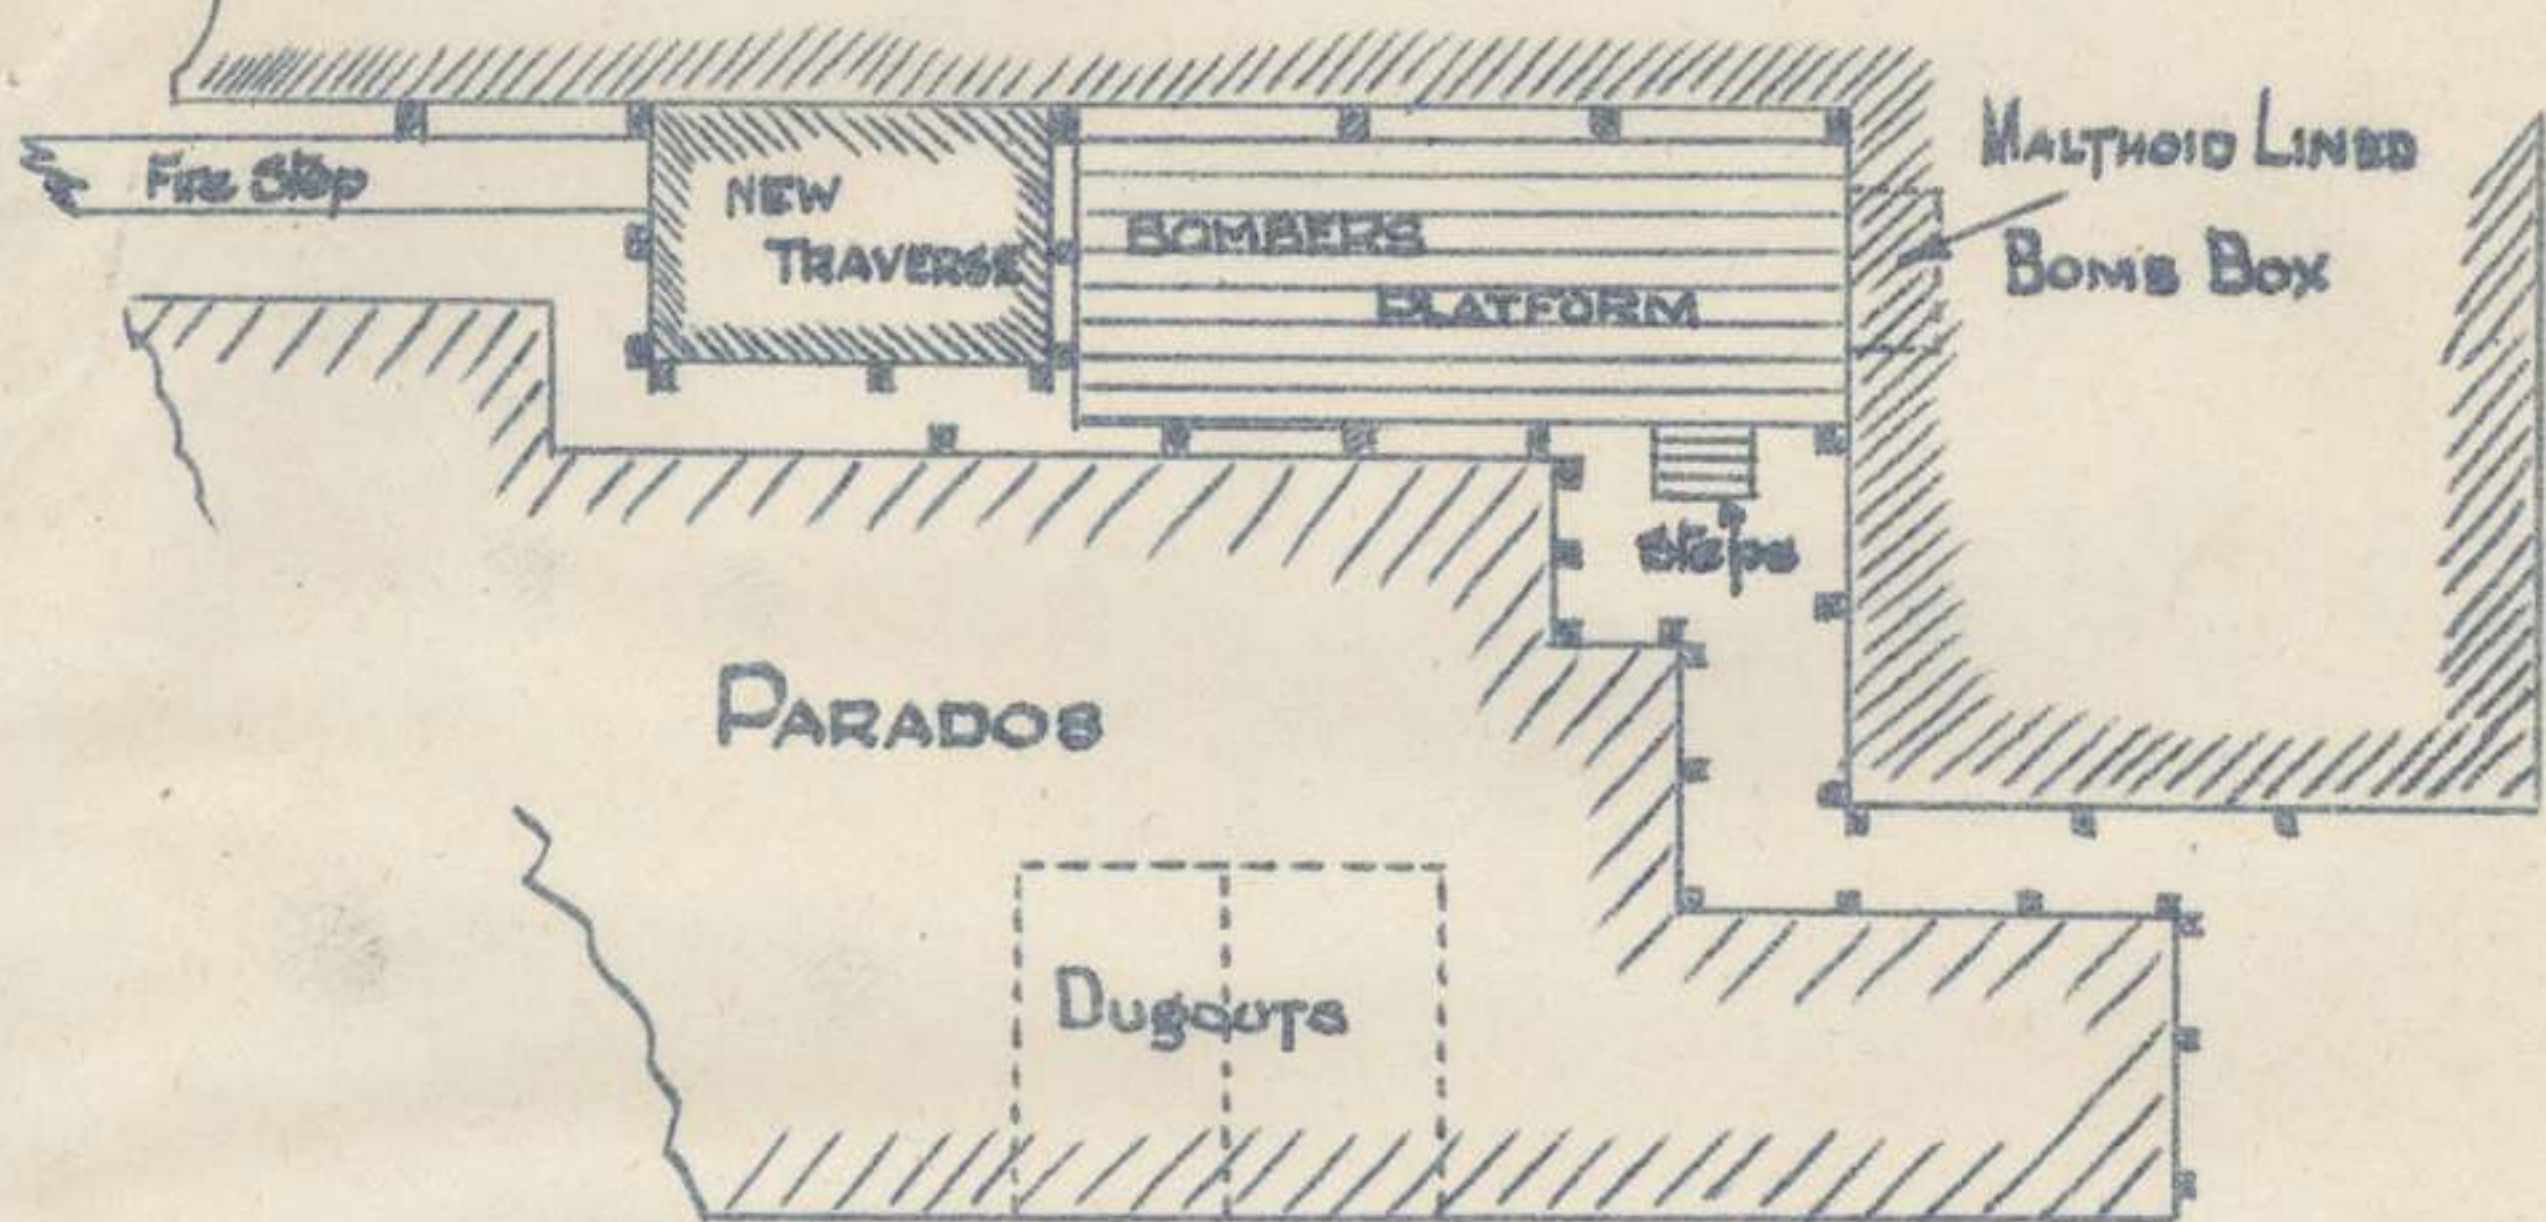 Fire Step
NEW
TRAVERSE
BOMBERS
PLATFORM
MALTHOID LINED
BOMB BOX
Steps
PARADOS
Dugouts